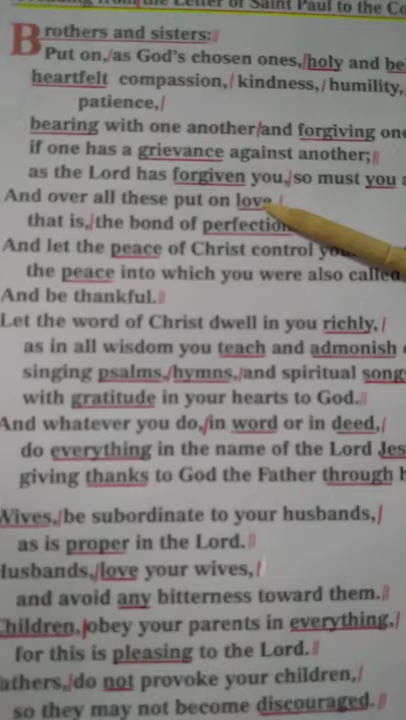 from the Letter of Saint Paul to the
Brothers and sisters:
Put on, as God's chosen ones, holy and
heartfelt compassion, kindness, humility,
patience,
bearing with one another and forgiving
if one has a grievance against another;
as the Lord has forgiven you, so must you
And over all these put on love,
that is, the bond of perfection.
And let the peace of Christ control
the peace into which you were also called
And be thankful.
Let the word of Christ dwell in you richly,
as in all wisdom you teach and admonish
singing psalms, hymns, and spiritual
with gratitude in your hearts to God.
And whatever you do, in word or in deed,
do everything in the name of the Lord
giving thanks to God the Father through
Wives, be subordinate to your husbands,
as is proper in the Lord.
Husbands, love your wives,
and avoid any bitterness toward them.
Children, obey your parents in everything,
for this is pleasing to the Lord.
Fathers, do not provoke your children,
so they may not become discouraged.